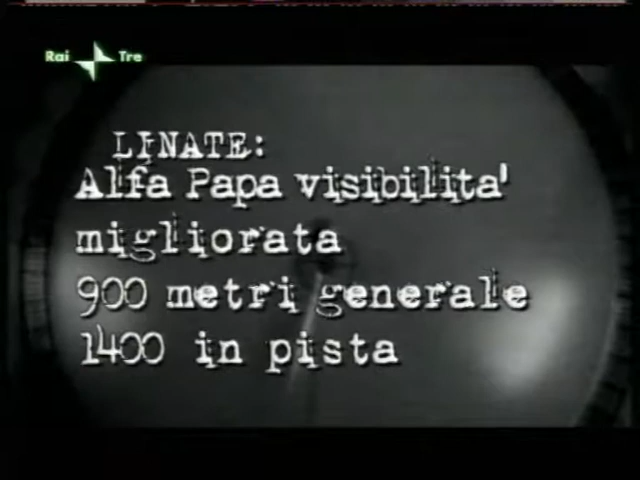 Rai Tre
LINATE:
Alfa Papa visibilita'
migliorata
900 metri generale
1400 in pista